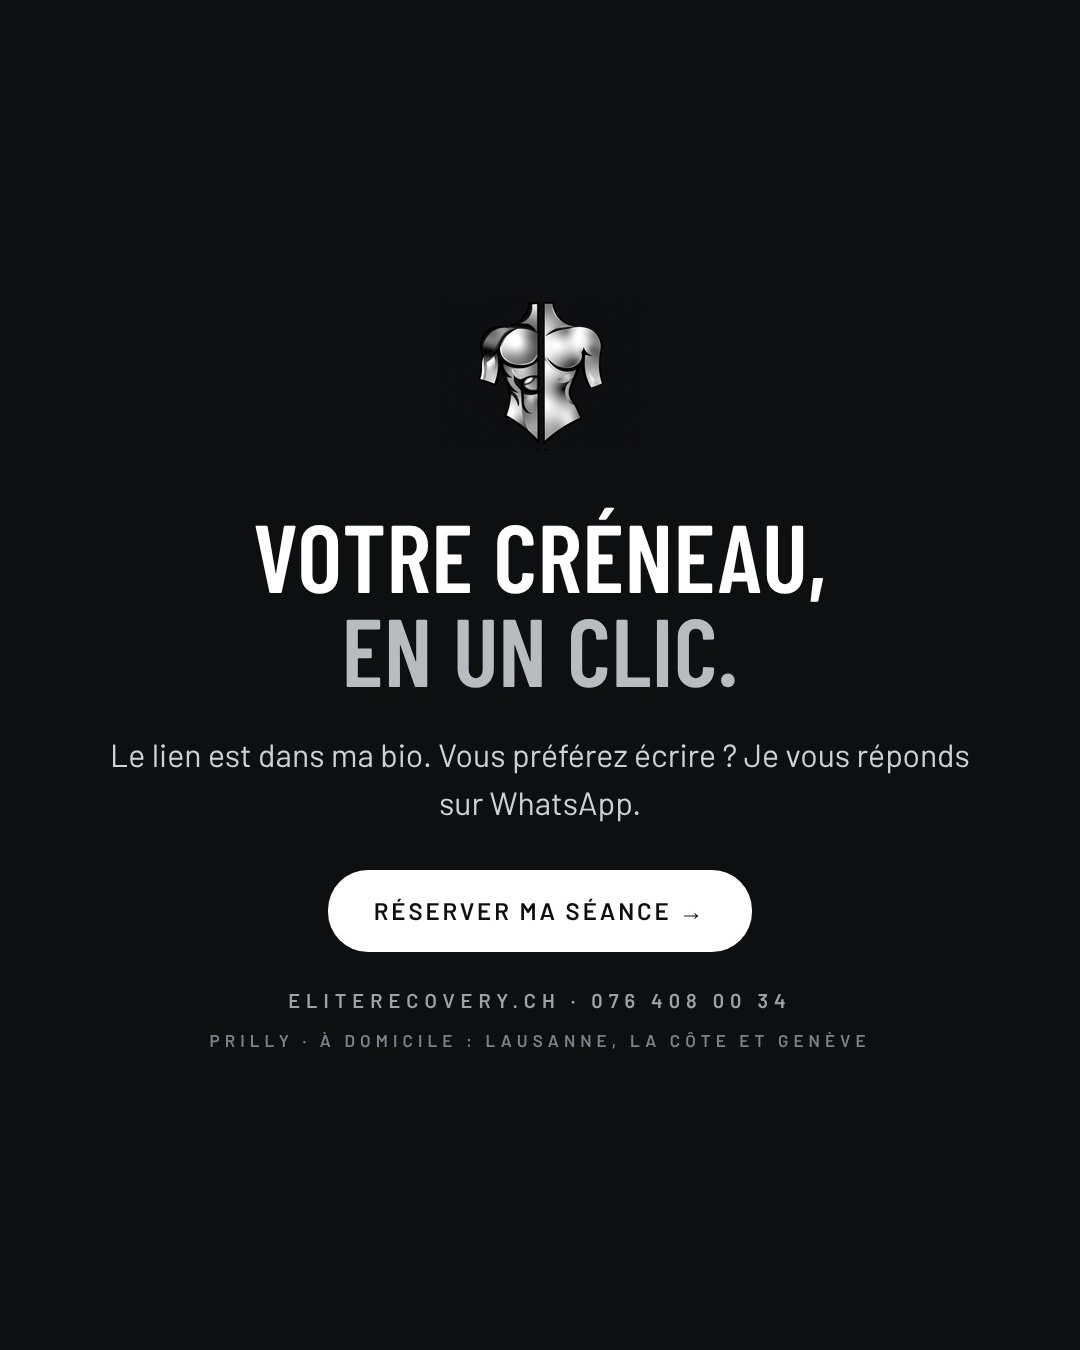 VOTRE CRÉNEAU,
EN UN CLIC.
Le lien est dans ma bio. Vous préférez écrire ? Je vous réponds
sur WhatsApp.
RÉSERVER MA SÉANCE →
ELITERECOVERY.CH · 076 408 00 34
PRILLY · À DOMICILE : LAUSANNE, LA CÔTE ET GENÈVE